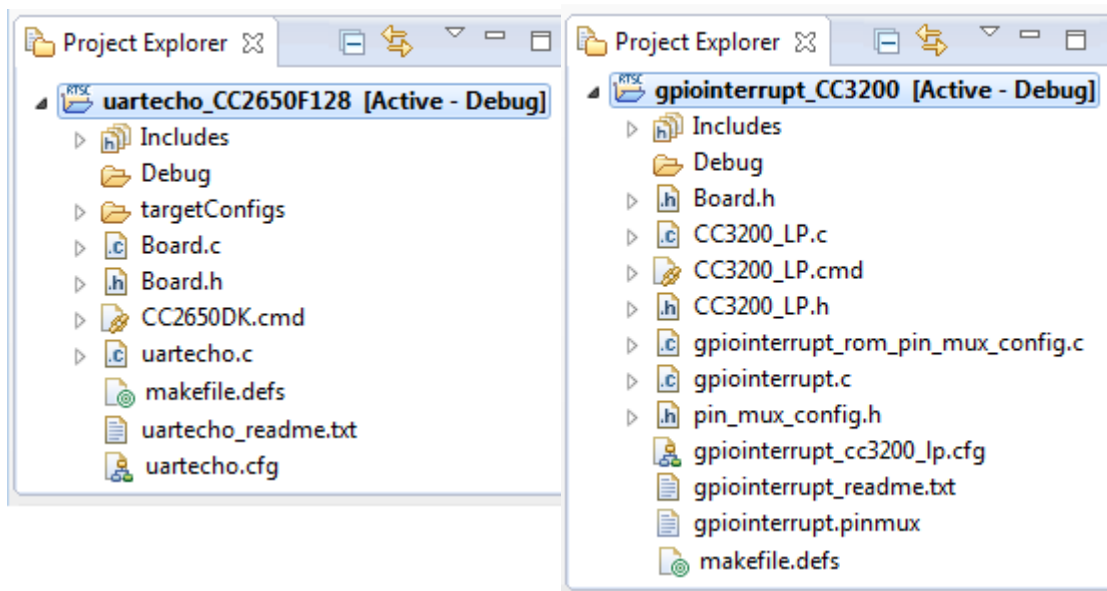 Project Explorer
RTSC
uartecho_CC2650F128 [Active - Debug]
h Includes
Debug
targetConfigs
.c Board.c
.h Board.h
CC2650DK.cmd
.c uartecho.c
makefile.defs
uartecho_readme.txt
uartecho.cfg
Project Explorer
RTSC
gpiointerrupt_CC3200 [Active - Debug]
h Includes
Debug
.h Board.h
.c CC3200_LP.c
CC3200_LP.cmd
.h CC3200_LP.h
.c gpiointerrupt_rom_pin_mux_config.c
.c gpiointerrupt.c
.h pin_mux_config.h
gpiointerrupt_cc3200_lp.cfg
gpiointerrupt_readme.txt
gpiointerrupt.pinmux
makefile.defs